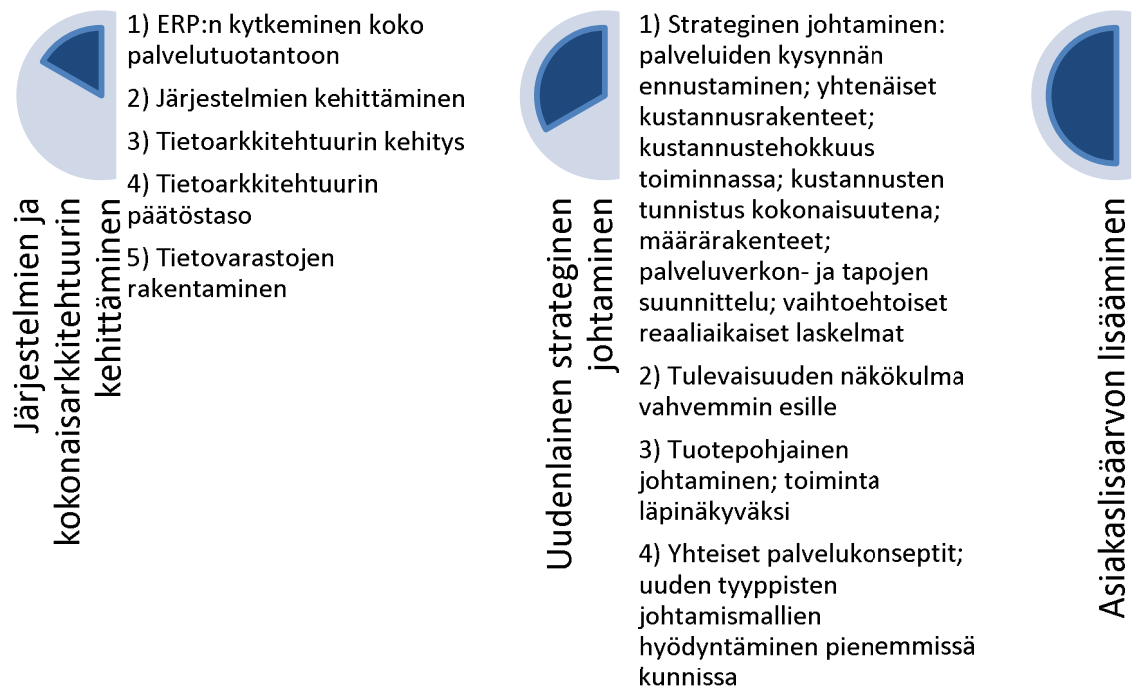 Järjestelmien ja
kokonaisarkkitehtuurin
kehittäminen
1) ERP:n kytkeminen koko
palvelutuotantoon
2) Järjestelmien kehittäminen
3) Tietoarkkitehtuurin kehitys
4) Tietoarkkitehtuurin
päätöstaso
5) Tietovarastojen
rakentaminen
Uudenlainen strateginen
johtaminen
1) Strateginen johtaminen:
palveluiden kysynnän
ennustaminen; yhtenäiset
kustannusrakenteet;
kustannustehokkuus
toiminnassa; kustannusten
tunnistus kokonaisuutena;
määrärakenteet;
palveluverkon- ja tapojen
suunnittelu; vaihtoehtoiset
reaaliaikaiset laskelmat
2) Tulevaisuuden näkökulma
vahvemmin esille
3) Tuotepohjainen
johtaminen; toiminta
läpinäkyväksi
4) Yhteiset palvelukonseptit;
uuden tyyppisten
johtamismallien
hyödyntäminen pienemmissä
kunnissa
Asiakaslisäarvon lisääminen